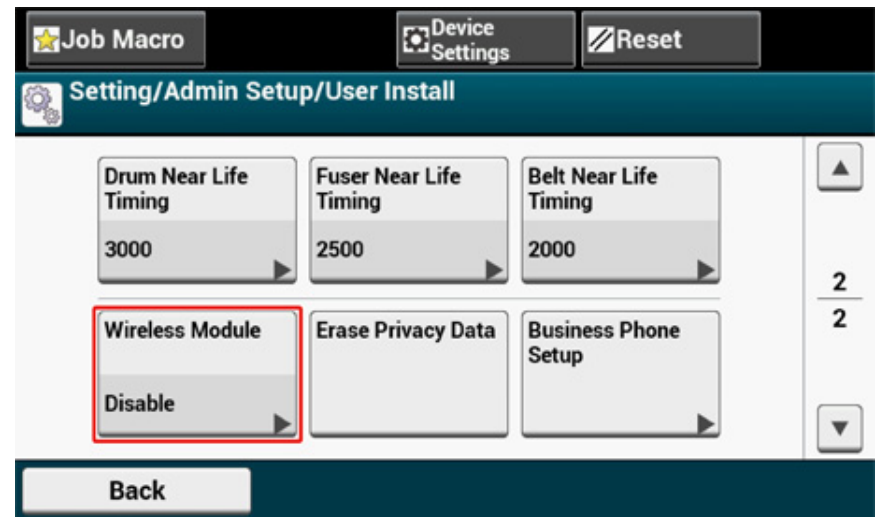 Job Macro
Device
Settings
Reset
Setting/Admin Setup/User Install
Drum Near Life
Timing
3000
Fuser Near Life
Timing
2500
Belt Near Life
Timing
2000
2
2
Wireless Module
Disable
Erase Privacy Data
Business Phone
Setup
Back